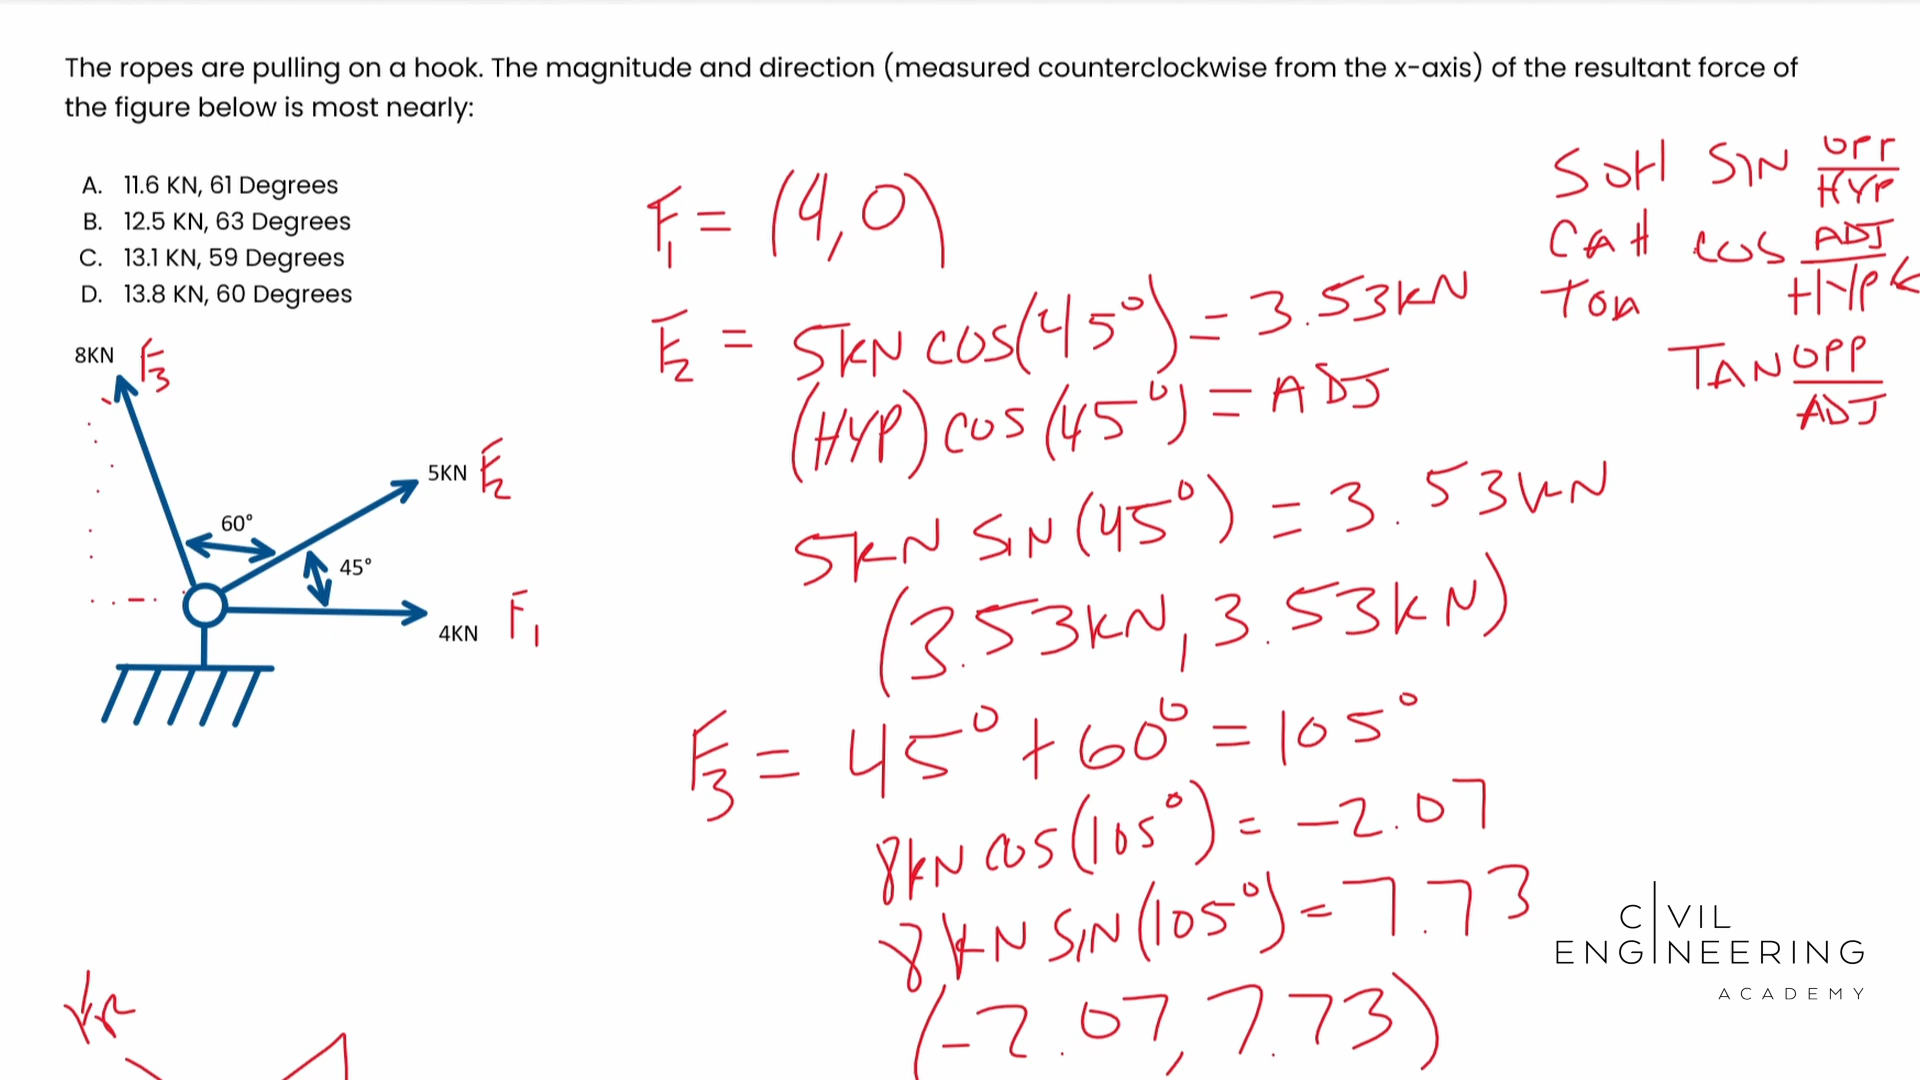 The ropes are pulling on a hook. The magnitude and direction (measured counterclockwise from the x-axis) of the resultant force of
the figure below is most nearly:
A. 11.6 KN, 61 Degrees
B. 12.5 KN, 63 Degrees
C. 13.1 KN, 59 Degrees
D. 13.8 KN, 60 Degrees
8KN F3
5KN F2
60°
45°
4KN F1
F1 = (4,0)
F2 = 5KN COS(45°) = 3.53KN
(HYP) COS (45°) = ADJ
5KN SIN (45°) = 3.53KN
(3.53KN, 3.53KN)
F3 = 45° + 60° = 105°
8KN COS(105°) = -2.07
8KN SIN(105°) = 7.73
(-2.07, 7.73)
SOH SIN OPP
HYP
CAH COS ADJ
HYP
TOA
TAN OPP
ADJ
CIVIL
ENGINEERING
ACADEMY